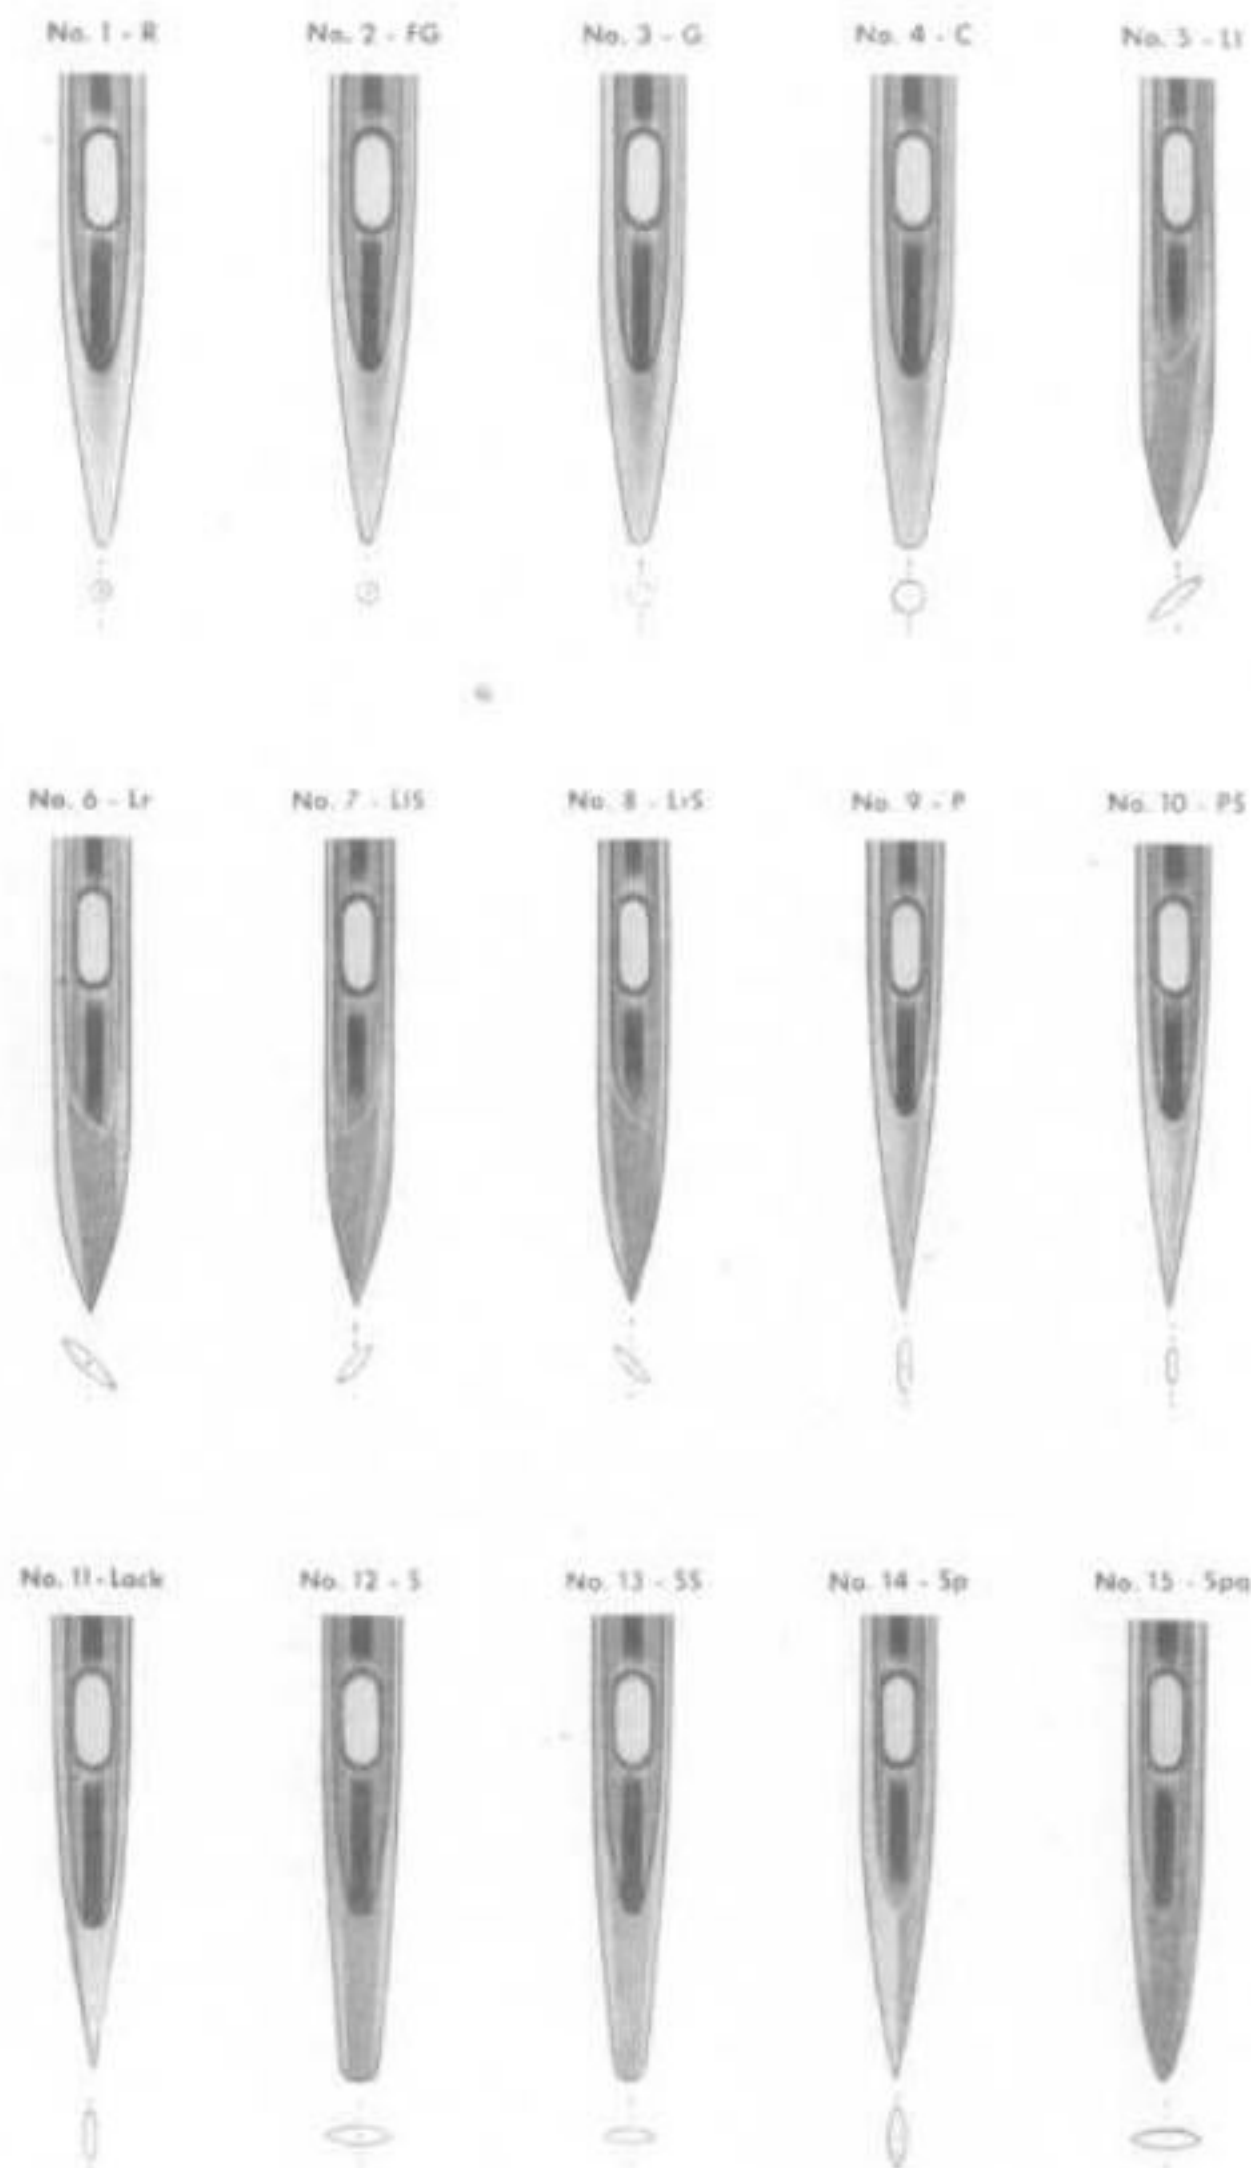 No. 1 - R No. 2 - FG No. 3 - G No. 4 - C No. 5 - Ll
No. 6 - Lr No. 7 - LlS No. 8 - LrS No. 9 - P No. 10 - PS
No. 11 - Lack No. 12 - S No. 13 - SS No. 14 - Sp No. 15 - Spq